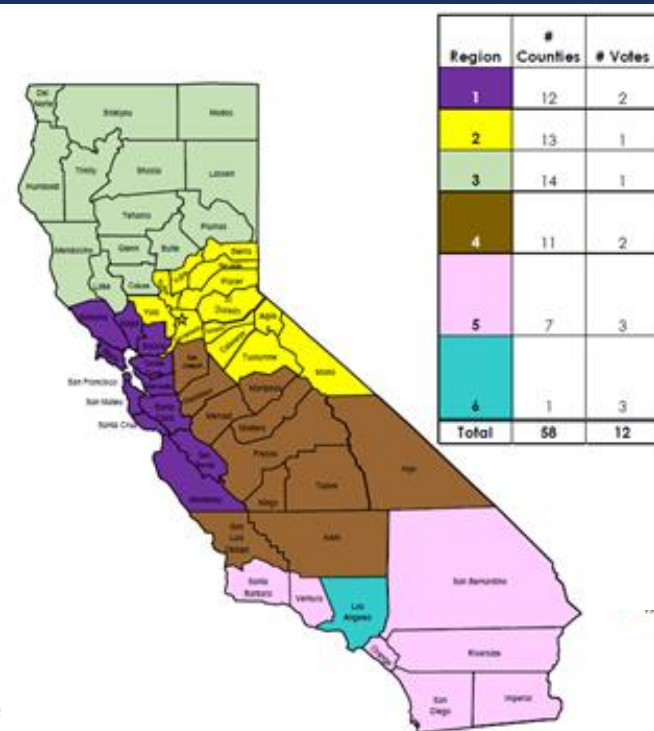 #
Region Counties # Votes
1 12 2
2 13 1
3 14 1
4 11 2
5 7 3
6 1 3
Total 58 12
Del
Norte
Siskiyou
Modoc
Humboldt
Trinity
Shasta
Lassen
Tehama
Plumas
Mendocino
Glenn
Butte
Sierra
Lake
Colusa
Placer
Yolo
El
Dorado
Tuolumne
Mono
San Francisco
San Mateo
Santa Cruz
Mariposa
Merced
Madera
Fresno
Inyo
Tulare
Kings
Monterey
San
Luis
Kern
Santa
Barbara
Ventura
Los
Angeles
San Bernardino
Orange
Riverside
San
Diego
Imperial